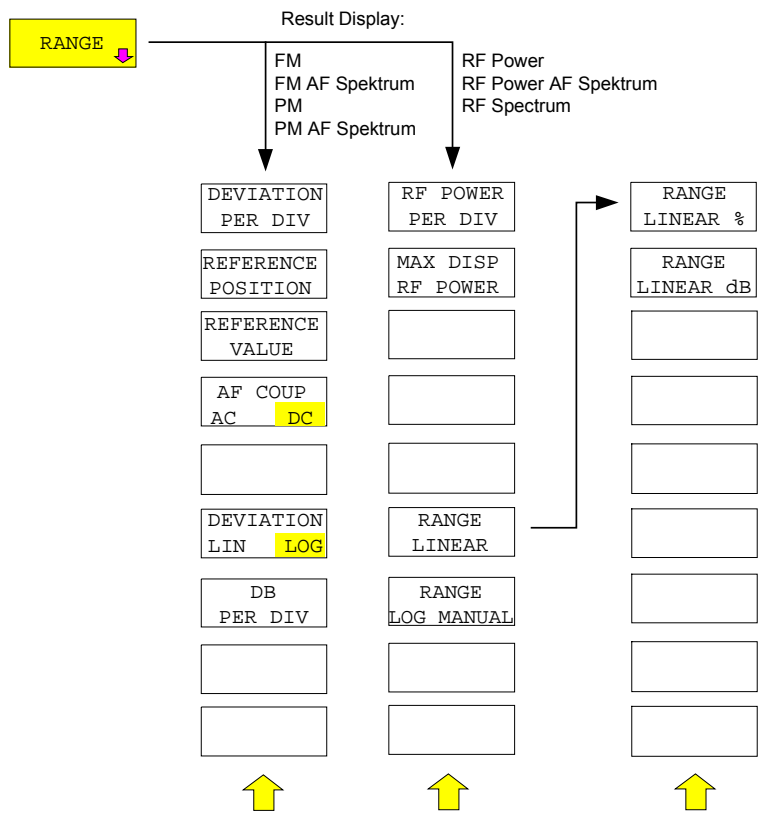 RANGE
Result Display:
FM
FM AF Spektrum
PM
PM AF Spektrum
RF Power
RF Power AF Spektrum
RF Spectrum
DEVIATION
PER DIV
REFERENCE
POSITION
REFERENCE
VALUE
AF COUP
AC DC
DEVIATION
LIN LOG
DB
PER DIV
RF POWER
PER DIV
MAX DISP
RF POWER
RANGE
LINEAR
RANGE
LOG MANUAL
RANGE
LINEAR %
RANGE
LINEAR dB